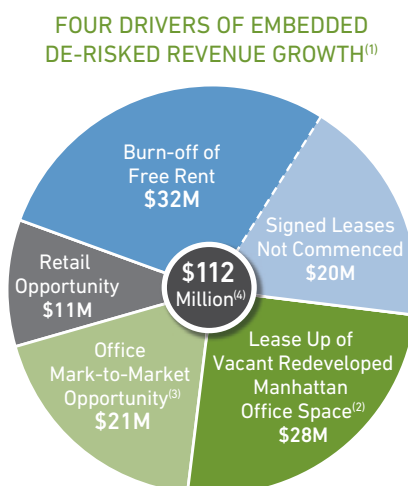 FOUR DRIVERS OF EMBEDDED
DE-RISKED REVENUE GROWTH(1)
Burn-off of
Free Rent
$32M
Signed Leases
Not Commenced
$20M
Retail
Opportunity
$11M
$112
Million(4)
Office
Mark-to-Market
Opportunity(3)
$21M
Lease Up of
Vacant Redeveloped
Manhattan
Office Space(2)
$28M